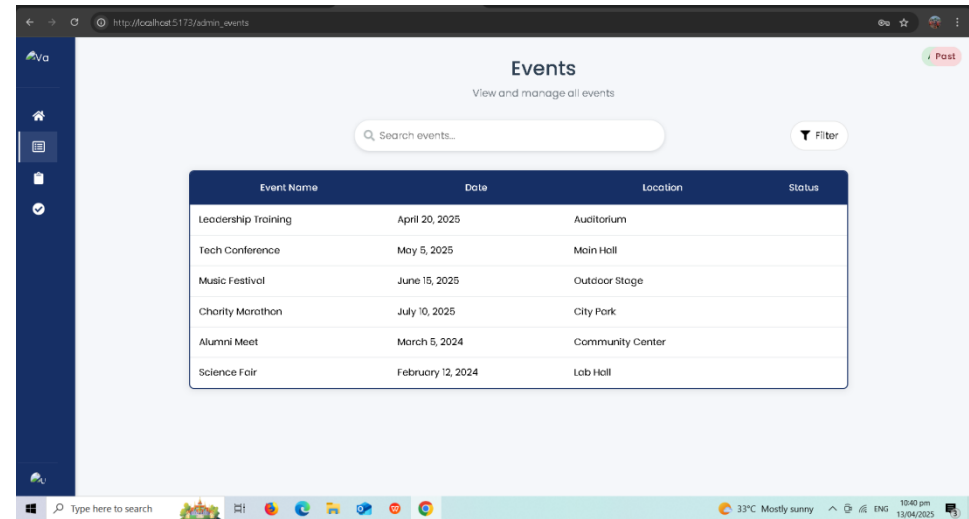 http://localhost:5173/admin_events
Va
Events
Past
View and manage all events
Search events...
Filter
Event Name Date Location Status
Leadership Training April 20, 2025 Auditorium
Tech Conference May 5, 2025 Main Hall
Music Festival June 15, 2025 Outdoor Stage
Charity Marathon July 10, 2025 City Park
Alumni Meet March 5, 2024 Community Center
Science Fair February 12, 2024 Lab Hall
Type here to search
33°C Mostly sunny
ENG
10:40 pm
13/04/2025
3